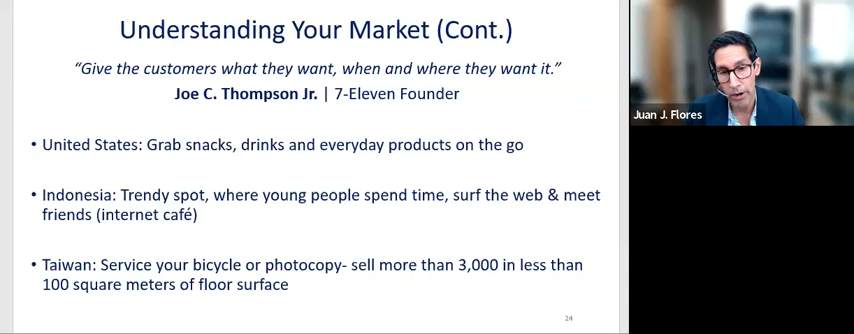 Understanding Your Market (Cont.)
“Give the customers what they want, when and where they want it.”
Joe C. Thompson Jr. | 7-Eleven Founder
• United States: Grab snacks, drinks and everyday products on the go
• Indonesia: Trendy spot, where young people spend time, surf the web & meet
friends (internet café)
• Taiwan: Service your bicycle or photocopy- sell more than 3,000 in less than
100 square meters of floor surface
24
Juan J. Flores